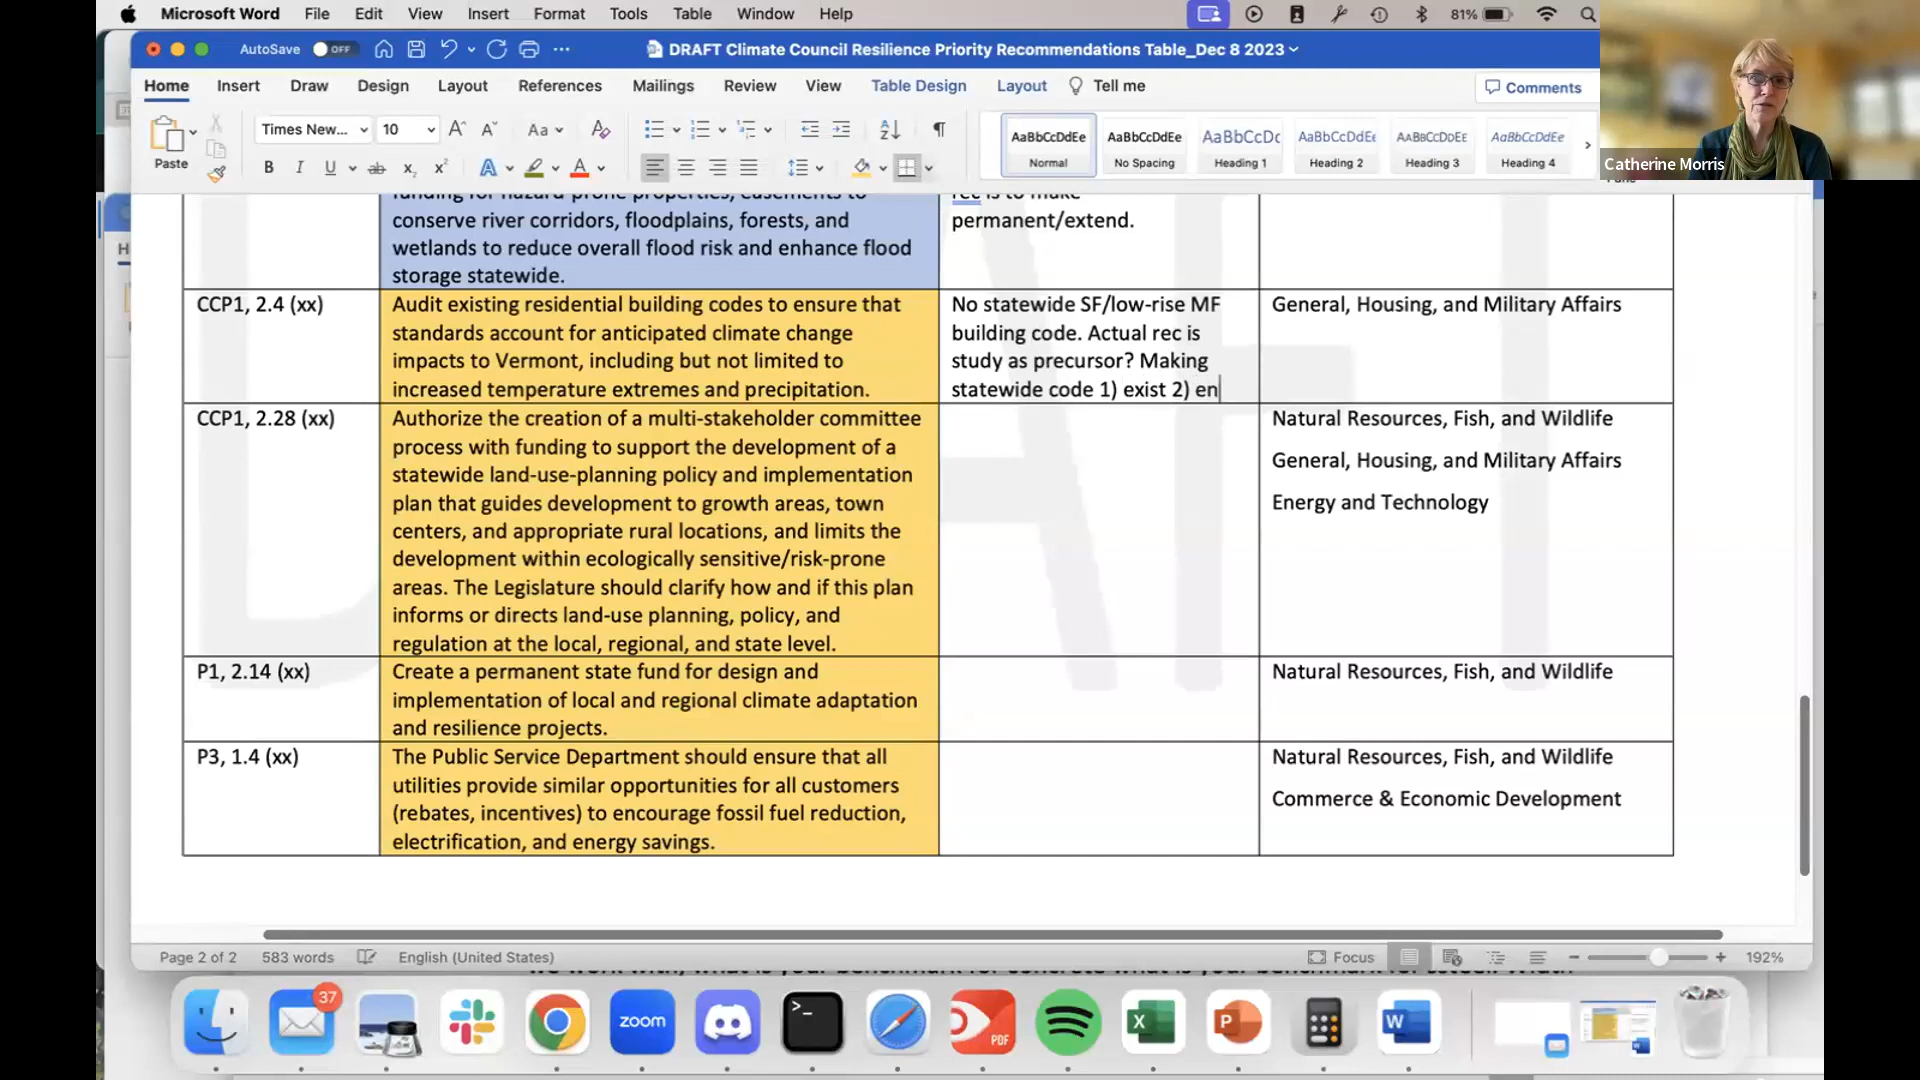 Microsoft Word File Edit View Insert Format Tools Table Window Help 81%
AutoSave OFF DRAFT Climate Council Resilience Priority Recommendations Table_Dec 8 2023
Home Insert Draw Design Layout References Mailings Review View Table Design Layout Tell me Comments
Paste Times New... 10 Aa
AaBbCcDdEe AaBbCcDdEe AaBbCcDc AaBbCcDdEe AaBbCcDdEe AaBbCcDdEe
Normal No Spacing Heading 1 Heading 2 Heading 3 Heading 4
Catherine Morris
funding for hazard-prone properties, easements to
conserve river corridors, floodplains, forests, and
wetlands to reduce overall flood risk and enhance flood
storage statewide.
rec is to make
permanent/extend.
CCP1, 2.4 (xx)
Audit existing residential building codes to ensure that
standards account for anticipated climate change
impacts to Vermont, including but not limited to
increased temperature extremes and precipitation.
No statewide SF/low-rise MF
building code. Actual rec is
study as precursor? Making
statewide code 1) exist 2) en
General, Housing, and Military Affairs
CCP1, 2.28 (xx)
Authorize the creation of a multi-stakeholder committee
process with funding to support the development of a
statewide land-use-planning policy and implementation
plan that guides development to growth areas, town
centers, and appropriate rural locations, and limits the
development within ecologically sensitive/risk-prone
areas. The Legislature should clarify how and if this plan
informs or directs land-use planning, policy, and
regulation at the local, regional, and state level.
Natural Resources, Fish, and Wildlife
General, Housing, and Military Affairs
Energy and Technology
P1, 2.14 (xx)
Create a permanent state fund for design and
implementation of local and regional climate adaptation
and resilience projects.
Natural Resources, Fish, and Wildlife
P3, 1.4 (xx)
The Public Service Department should ensure that all
utilities provide similar opportunities for all customers
(rebates, incentives) to encourage fossil fuel reduction,
electrification, and energy savings.
Natural Resources, Fish, and Wildlife
Commerce & Economic Development
Page 2 of 2 583 words English (United States) Focus 192%
37
zoom
PDF